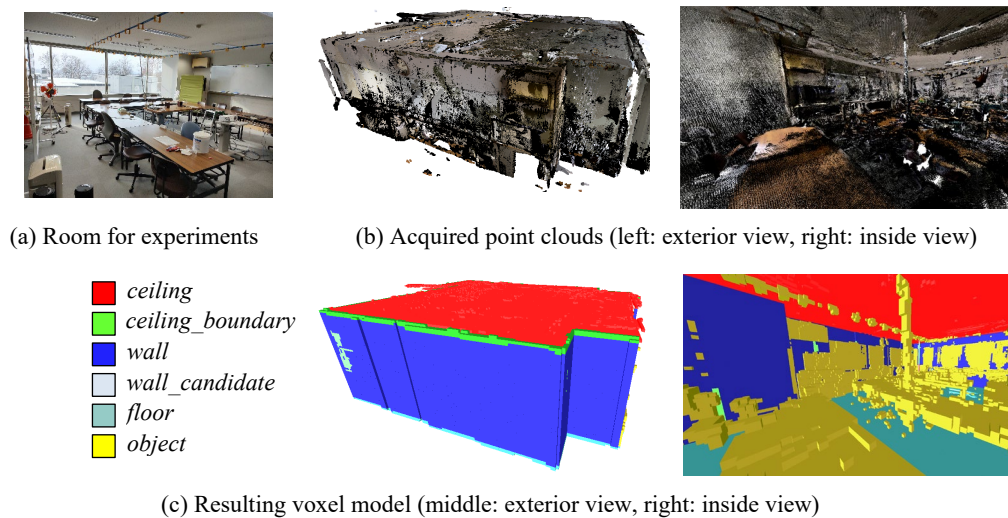 (a) Room for experiments
(b) Acquired point clouds (left: exterior view, right: inside view)
ceiling
ceiling_boundary
wall
wall_candidate
floor
object
(c) Resulting voxel model (middle: exterior view, right: inside view)